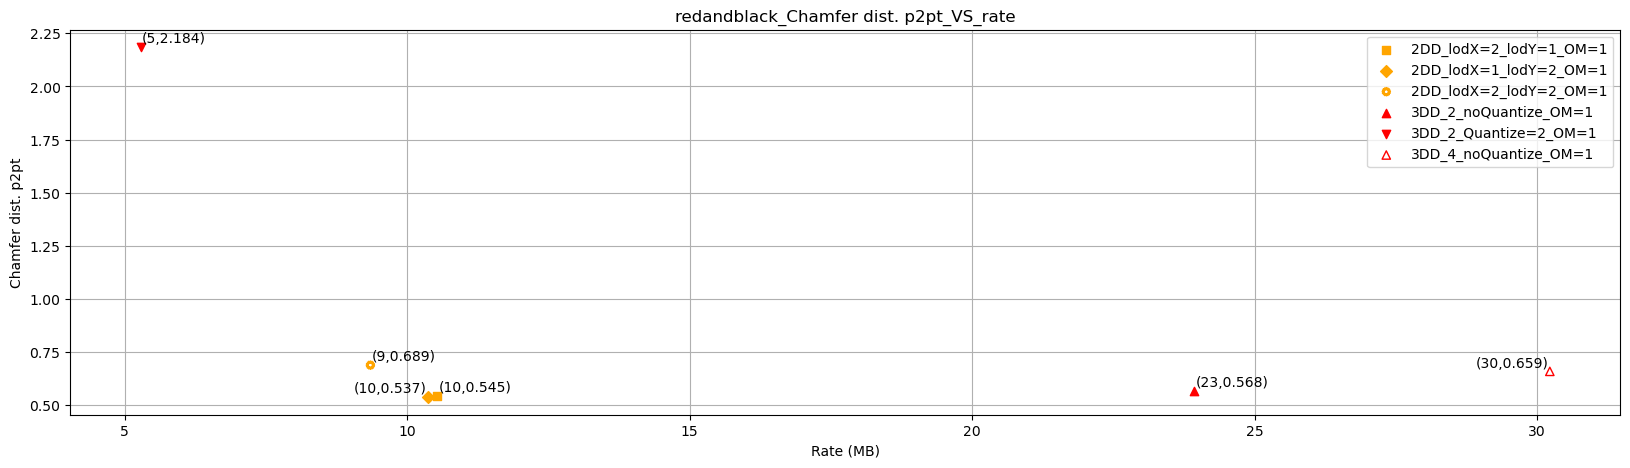 redandblack_Chamfer dist. p2pt_VS_rate
2.25
2.00
1.75
1.50
1.25
1.00
0.75
0.50
Chamfer dist. p2pt
(5,2.184)
(9,0.689)
(10,0.537)
(10,0.545)
(23,0.568)
(30,0.659)
2DD_lodX=2_lodY=1_OM=1
2DD_lodX=1_lodY=2_OM=1
2DD_lodX=2_lodY=2_OM=1
3DD_2_noQuantize_OM=1
3DD_2_Quantize=2_OM=1
3DD_4_noQuantize_OM=1
5
10
15
20
25
30
Rate (MB)